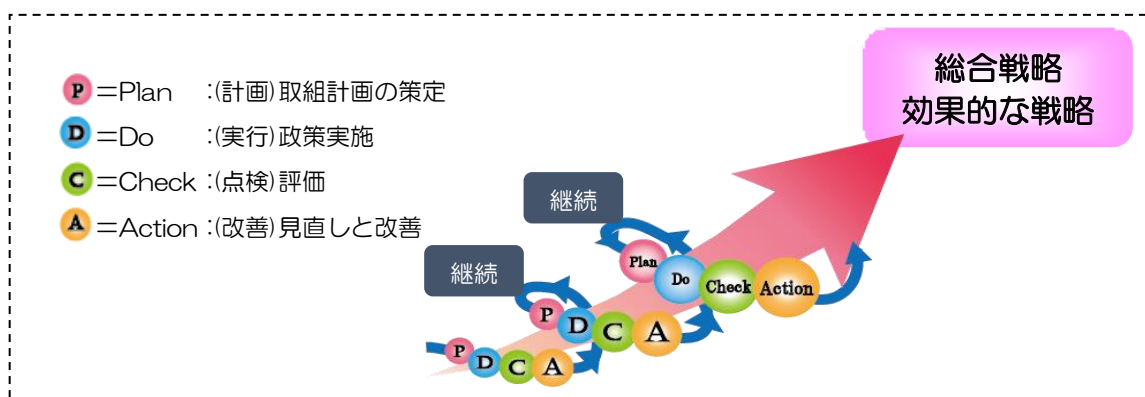 総合戦略
効果的な戦略
P=Plan :(計画)取組計画の策定
D=Do :(実行)政策実施
C=Check :(点検)評価
A=Action :(改善)見直しと改善
継続
Plan Do Check Action
継続
P D C A
P D C A